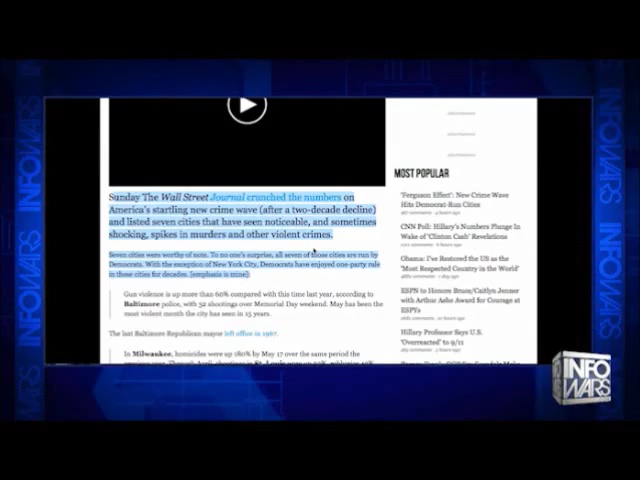 Sunday The Wall Street Journal crunched the numbers on
America's startling new crime wave (after a two-decade decline)
and listed seven cities that have seen noticeable, and sometimes
shocking, spikes in murders and other violent crimes.
Seven cities were worthy of note. To no one's surprise, all seven of those cities are run by
Democrats. With the exception of New York City, Democrats have enjoyed one-party rule
in these cities for decades. [emphasis is mine]:
Gun violence is up more than 60% compared with this time last year, according to
Baltimore police, with 32 shootings over Memorial Day weekend. May has been the
most violent month the city has seen in 15 years.
The last Baltimore Republican mayor left office in 1967.
In Milwaukee, homicides were up 180% by May 17 over the same period the
MOST POPULAR
'Ferguson Effect': New Crime Wave
Hits Democrat-Run Cities
CNN Poll: Hillary's Numbers Plunge In
Wake of 'Clinton Cash' Revelations
Obama: I've Restored the US as the
'Most Respected Country in the World'
ESPN to Honor Bruce/Caitlyn Jenner
with Arthur Ashe Award for Courage at
ESPYs
Hillary Professor Says U.S.
'Overreacted' to 9/11
INFOWARS
INFOWARS
INFO
WARS